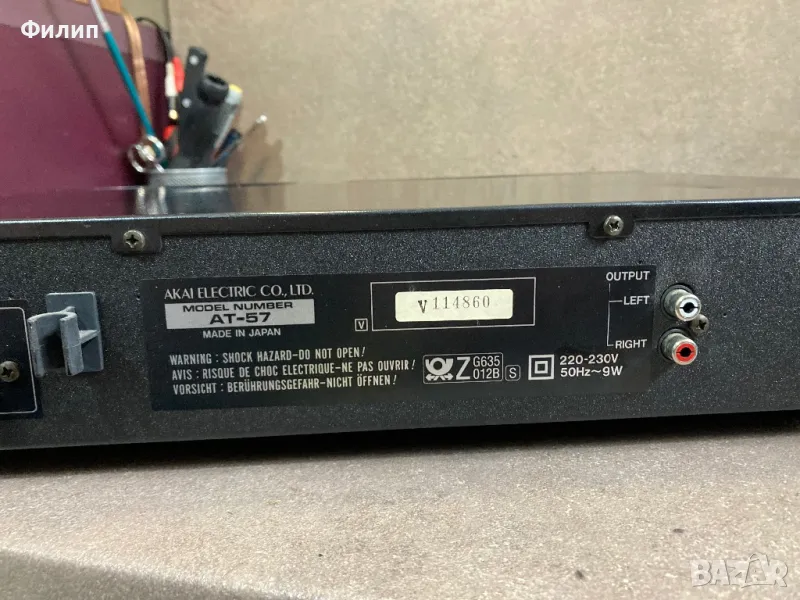 Филип
AKAI ELECTRIC CO., LTD.
MODEL NUMBER
AT-57
MADE IN JAPAN
V
V114860
OUTPUT
LEFT
RIGHT
WARNING : SHOCK HAZARD–DO NOT OPEN!
AVIS : RISQUE DE CHOC ELECTRIQUE–NE PAS OUVRIR!
VORSICHT : BERÜHRUNGSGEFAHR–NICHT ÖFFNEN!
Z G635
012B S
220-230V
50Hz~9W
BAZAR